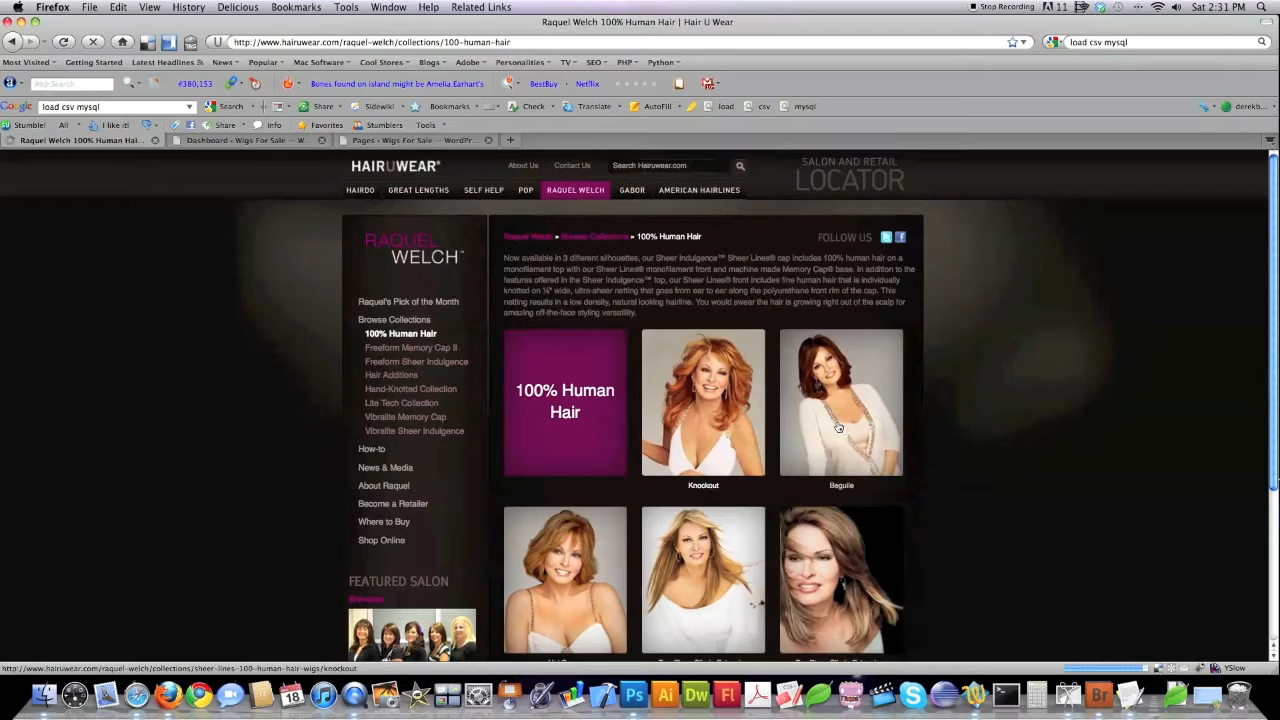 Firefox File Edit View History Delicious Bookmarks Tools Window Help Related Links
Stop Recording 11 Sat 2:31 PM
Raquel Welch 100% Human Hair | Hair U Wear
http://www.hairuwear.com/raquel-welch/collections/100-human-hair
load csv mysql
Most Visited Getting Started Latest Headlines News Popular Mac Software Cool Stores Blogs Adobe Personalities TV SEO PHP Python
Web Search #380,153 Bones found on island might be Amelia Earhart's BestBuy Netflix
Google load csv mysql Search Share Sidewiki Bookmarks Check Translate AutoFill load csv mysql derekb...
Stumble! All I like it! Share Info Favorites Stumblers Tools
Raquel Welch 100% Human Hai... Dashboard ‹ Wigs For Sale — W... Pages ‹ Wigs For Sale — WordPr...
HAIRUWEAR® About Us Contact Us Search Hairuwear.com
SALON AND RETAIL
LOCATOR
HAIRDO GREAT LENGTHS SELF HELP POP RAQUEL WELCH GABOR AMERICAN HAIRLINES
RAQUEL
WELCH™
Raquel's Pick of the Month
Browse Collections
100% Human Hair
Freeform Memory Cap II
Freeform Sheer Indulgence
Hair Additions
Hand-Knotted Collection
Lite Tech Collection
Vibralite Memory Cap
Vibralite Sheer Indulgence
How-to
News & Media
About Raquel
Become a Retailer
Where to Buy
Shop Online
FEATURED SALON
Raquel Welch » Browse Collections » 100% Human Hair
FOLLOW US
Now available in 3 different silhouettes, our Sheer Indulgence™ Sheer Lines® cap includes 100% human hair on a
monofilament top with our Sheer Lines® monofilament front and machine made Memory Cap® base. In addition to the
features offered in the Sheer Indulgence™ top, our Sheer Lines® front includes fine human hair that is individually
knotted on ½" wide, ultra-sheer netting that goes from ear to ear along the polyurethane front rim of the cap. This
netting results in a low density, natural looking hairline. You would swear the hair is growing right out of the scalp for
amazing off-the-face styling versatility.
100% Human
Hair
Knockout
Beguile
http://www.hairuwear.com/raquel-welch/collections/sheer-lines-100-human-hair-wigs/knockout
YSlow
18
Ps Ai Dw Fl Br